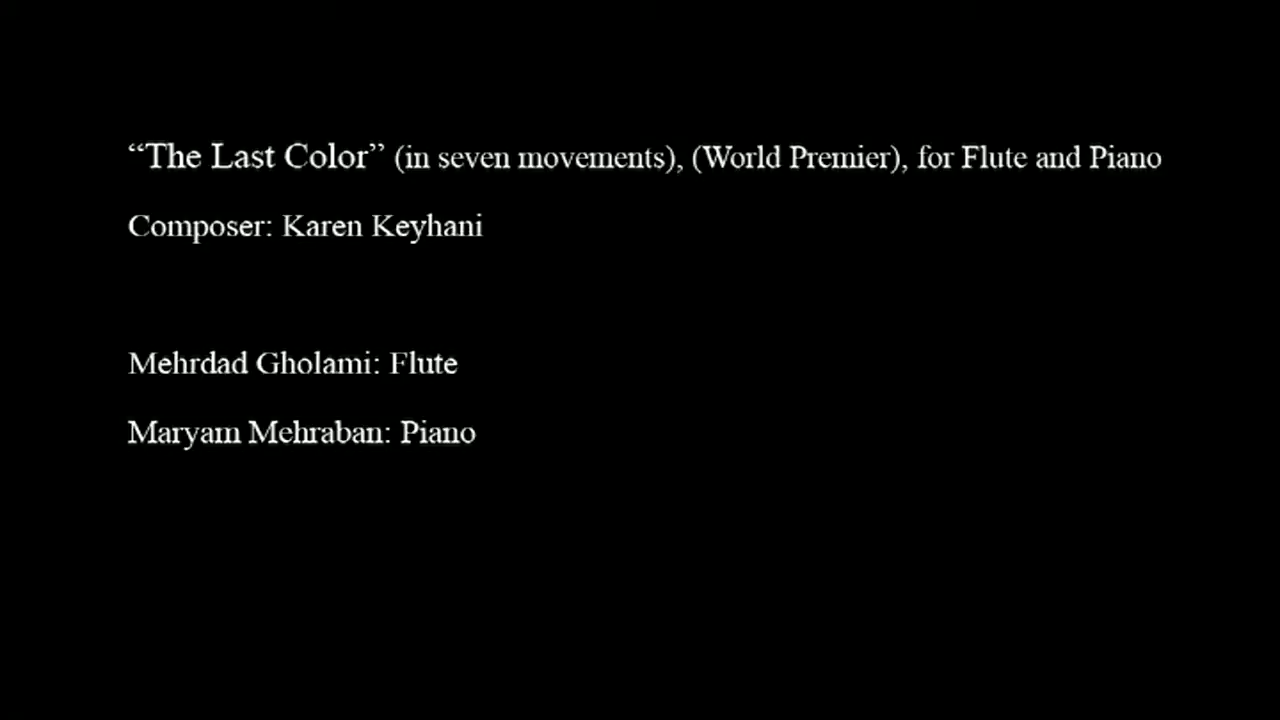 “The Last Color” (in seven movements), (World Premier), for Flute and Piano
Composer: Karen Keyhani
Mehrdad Gholami: Flute
Maryam Mehraban: Piano